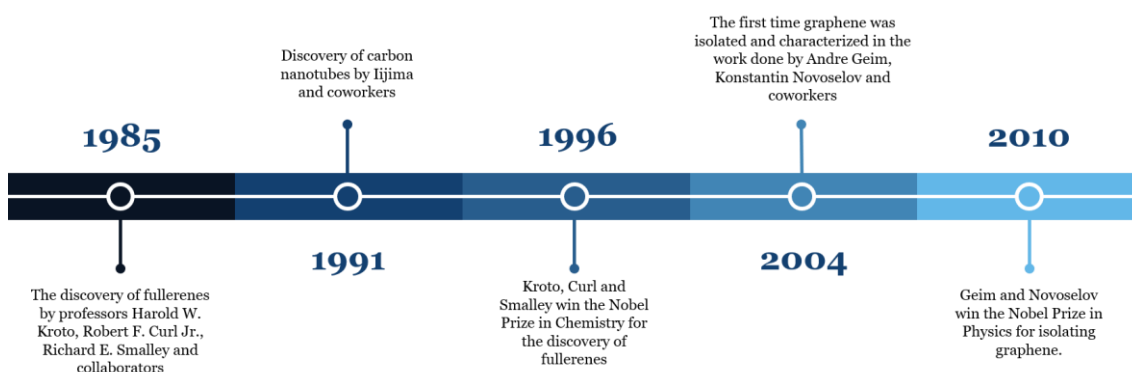 1985
The discovery of fullerenes
by professors Harold W.
Kroto, Robert F. Curl Jr.,
Richard E. Smalley and
collaborators
Discovery of carbon
nanotubes by Iijima
and coworkers
1991
1996
Kroto, Curl and
Smalley win the Nobel
Prize in Chemistry for
the discovery of
fullerenes
The first time graphene was
isolated and characterized in the
work done by Andre Geim,
Konstantin Novoselov and
coworkers
2004
2010
Geim and Novoselov
win the Nobel Prize in
Physics for isolating
graphene.